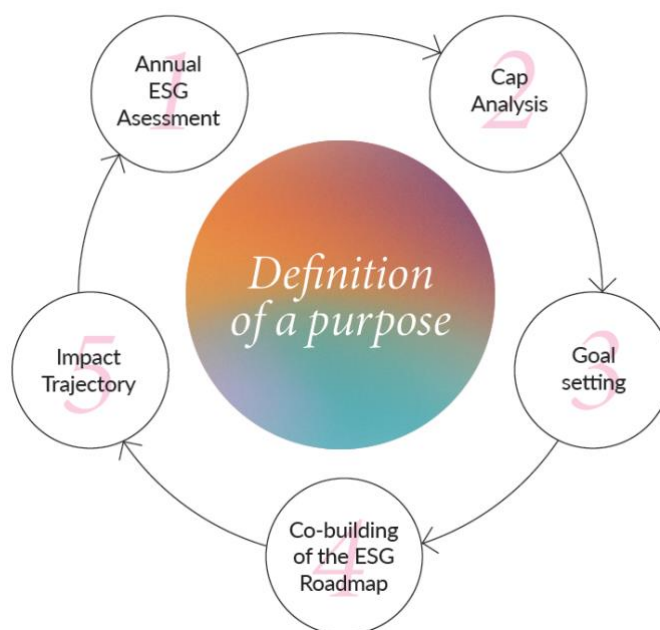 1
Annual
ESG
Asessment
2
Cap
Analysis
3
Goal
setting
4
Co-building
of the ESG
Roadmap
5
Impact
Trajectory
Definition
of a purpose